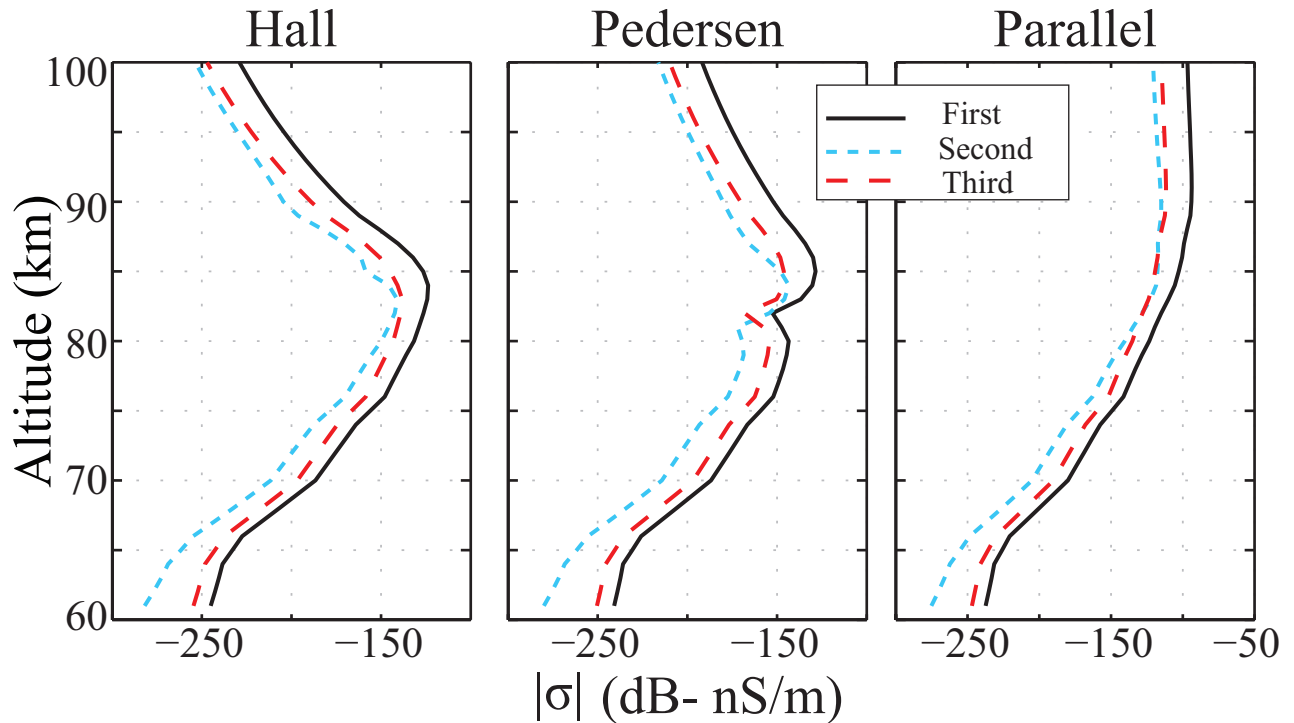 Hall
Pedersen
Parallel
100
90
80
70
60
Altitude (km)
First
Second
Third
−250
−150
−250
−150
−250
−150
−50
|σ| (dB- nS/m)